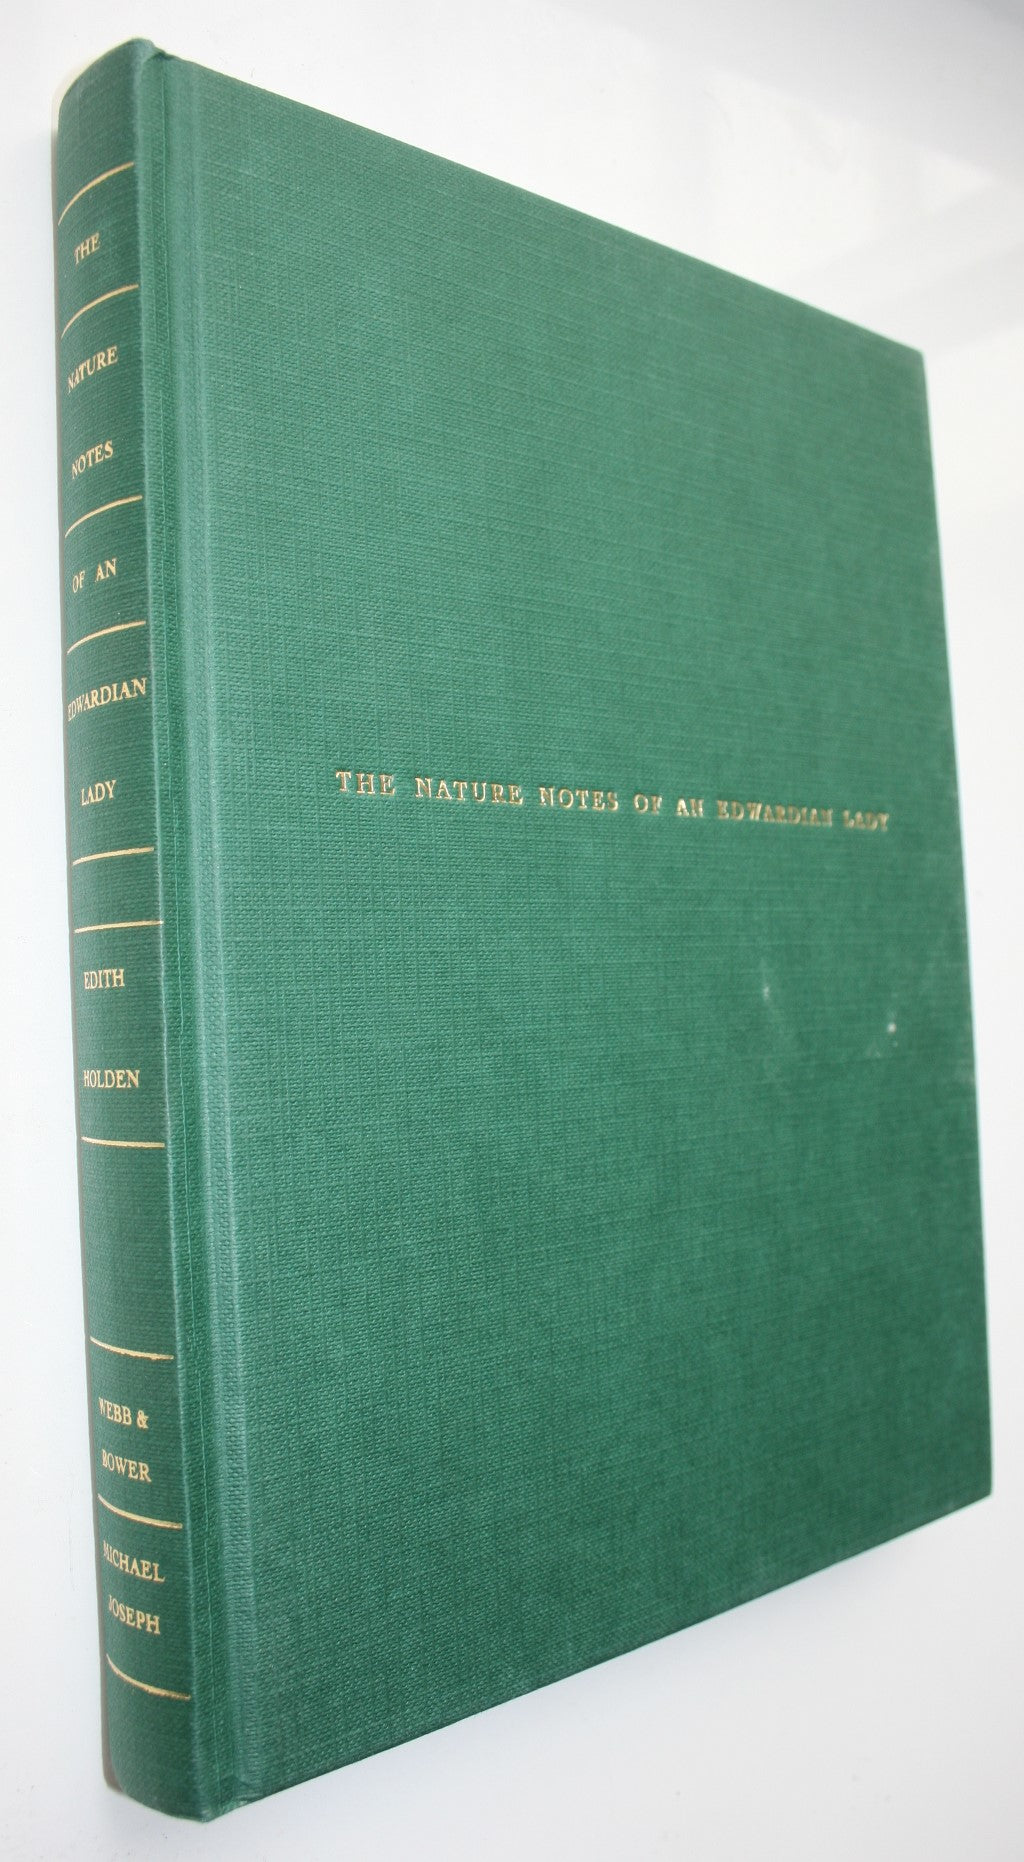 THE
NATURE
NOTES
OF AN
EDWARDIAN
LADY
EDITH
HOLDEN
WEBB &
BOWER
MICHAEL
JOSEPH
THE NATURE NOTES OF AN EDWARDIAN LADY